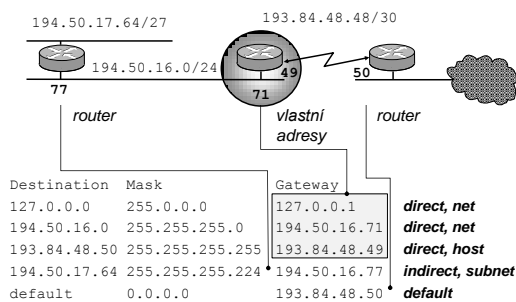 194.50.17.64/27
193.84.48.48/30
194.50.16.0/24
77
71
49
50
router
vlastní
adresy
router
Destination Mask Gateway
127.0.0.0 255.0.0.0 127.0.0.1 direct, net
194.50.16.0 255.255.255.0 194.50.16.71 direct, net
193.84.48.50 255.255.255.255 193.84.48.49 direct, host
194.50.17.64 255.255.255.224 194.50.16.77 indirect, subnet
default 0.0.0.0 193.84.48.50 default